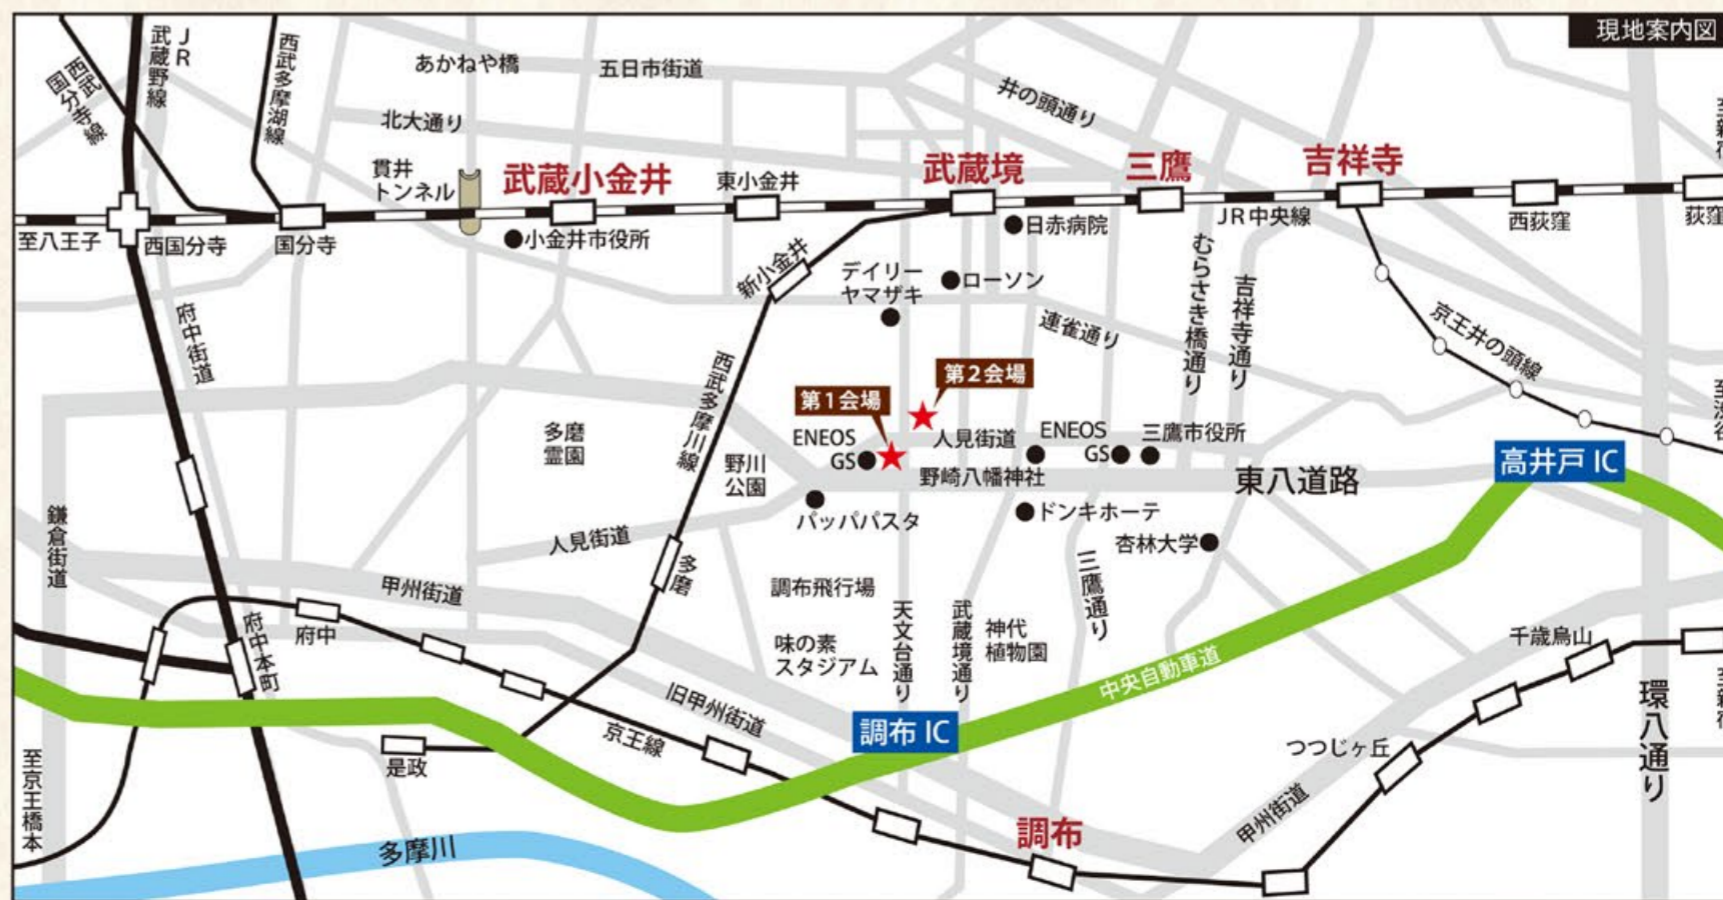 現地案内図
JR
武蔵野線
西武
国分寺線
西武多摩湖線
あかねや橋
五日市街道
井の頭通り
北大通り
貫井
トンネル
武蔵小金井
東小金井
武蔵境
三鷹
吉祥寺
至八王子
西国分寺
国分寺
小金井市役所
日赤病院
JR中央線
西荻窪
荻窪
新小金井
デイリー
ヤマザキ
ローソン
むらさき橋通り
吉祥寺通り
連雀通り
京王井の頭線
府中街道
西武多摩川線
第2会場
第1会場
多磨
霊園
野川
公園
ENEOS
GS
人見街道
ENEOS
GS
三鷹市役所
野崎八幡神社
東八道路
高井戸 IC
パッパパスタ
ドンキホーテ
杏林大学
鎌倉街道
人見街道
多磨
甲州街道
調布飛行場
三鷹通り
府中本町
府中
味の素
スタジアム
天文台通り
武蔵境通り
神代
植物園
千歳烏山
中央自動車道
旧甲州街道
調布 IC
環八通り
京王線
是政
つつじヶ丘
至京王橋本
甲州街道
調布
多摩川